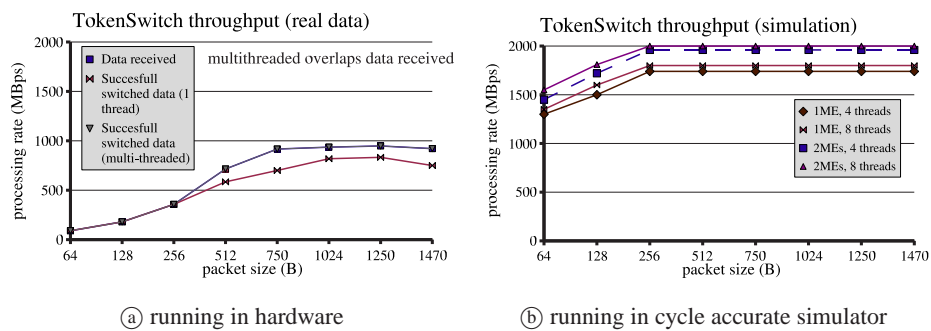 TokenSwitch throughput (real data)
2000
1500
1000
500
0
processing rate (MBps)
Data received
Succesfull
switched data (1
thread)
Succesfull
switched data
(multi-threaded)
multithreaded overlaps data received
64 128 256 512 750 1024 1250 1470
packet size (B)
a running in hardware
TokenSwitch throughput (simulation)
2000
1500
1000
500
0
processing rate (MBps)
1ME, 4 threads
1ME, 8 threads
2MEs, 4 threads
2MEs, 8 threads
64 128 256 512 750 1024 1250 1470
packet size (B)
b running in cycle accurate simulator